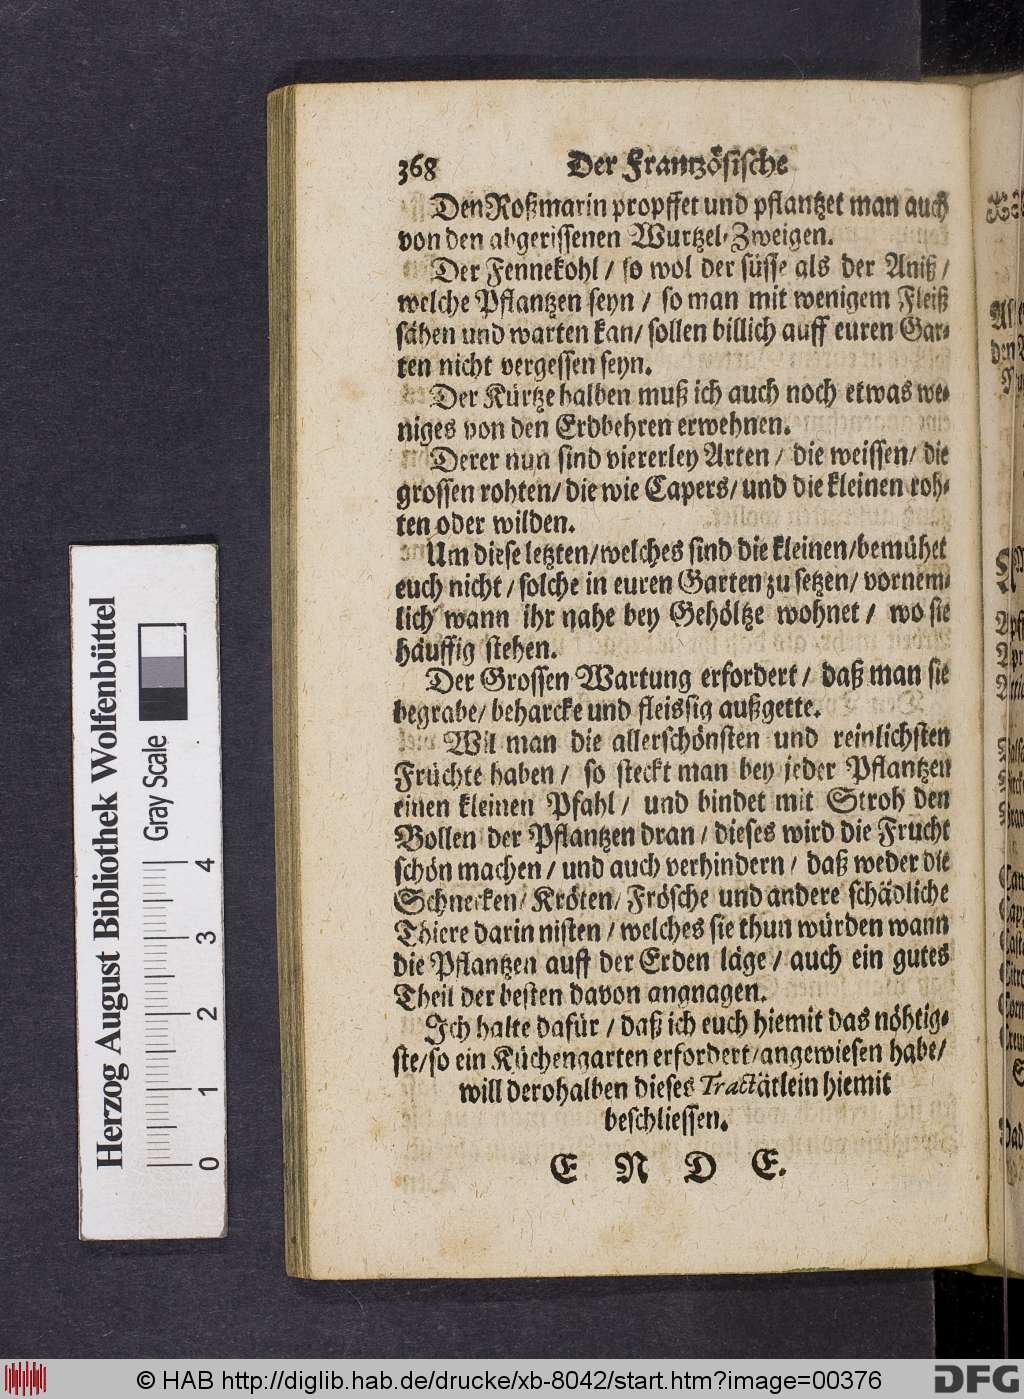 368 Der Frantzösische
Den Roßmarin propffet und pflantzet man auch
von den abgerissenen Wurtzel-Zweigen.
Der Fennekohl / so wol der süsse als der Aniß /
welche Pflantzen seyn / so man mit wenigem Fleiß
sähen und warten kan / sollen billich auff euren Gar-
ten nicht vergessen seyn.
Der Kürtze halben muß ich auch noch etwas we-
niges von den Erdbehren erwehnen.
Derer nun sind viererley Arten / die weissen / die
grossen rohten / die wie Capers / und die kleinen roh-
ten oder wilden.
Um diese letzten / welches sind die kleinen / bemühet
euch nicht / solche in euren Garten zu setzen / vornem-
lich wann ihr nahe bey Gehöltze wohnet / wo sie
häuffig stehen.
Der Grossen Wartung erfordert / daß man sie
begrabe / beharcke und fleissig außgette.
Wil man die allerschönsten und reinlichsten
Früchte haben / so steckt man bey jeder Pflantzen
einen kleinen Pfahl / und bindet mit Stroh den
Bollen der Pflantzen dran / dieses wird die Frucht
schön machen / und auch verhindern / daß weder die
Schnecken / Kröten / Frösche und andere schädliche
Thiere darin nisten / welches sie thun würden wann
die Pflantzen auff der Erden läge / auch ein gutes
Theil der besten davon angnagen.
Ich halte dafür / daß ich euch hiemit das nöhtig-
ste / so ein Küchengarten erfordert / angewiesen habe /
will derohalben dieses Tractätlein hiemit
beschliessen.
E N D E.
Herzog August Bibliothek Wolfenbüttel
Gray Scale
0 1 2 3 4
© HAB http://diglib.hab.de/drucke/xb-8042/start.htm?image=00376
DFG